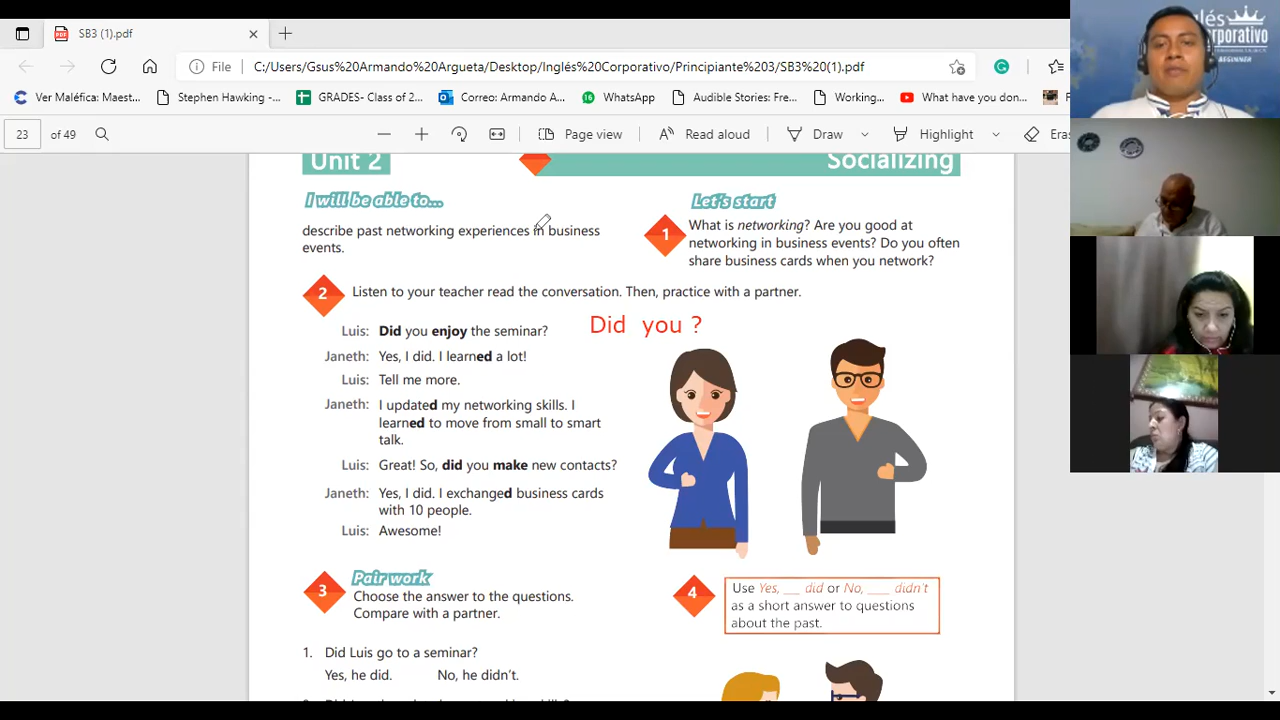 SB3 (1).pdf
File
C:/Users/Gsus%20Armando%20Argueta/Desktop/Inglés%20Corporativo/Principiante%203/SB3%20(1).pdf
Ver Maléfica: Maest...
Stephen Hawking -...
GRADES- Class of 2...
Correo: Armando A...
WhatsApp
Audible Stories: Fre...
Working...
What have you don...
23 of 49
Page view
Read aloud
Draw
Highlight
Unit 2
Socializing
I will be able to...
describe past networking experiences in business
events.
Let's start
1
What is networking? Are you good at
networking in business events? Do you often
share business cards when you network?
2
Listen to your teacher read the conversation. Then, practice with a partner.
Luis: Did you enjoy the seminar?
Did you ?
Janeth: Yes, I did. I learned a lot!
Luis: Tell me more.
Janeth: I updated my networking skills. I
learned to move from small to smart
talk.
Luis: Great! So, did you make new contacts?
Janeth: Yes, I did. I exchanged business cards
with 10 people.
Luis: Awesome!
3
Pair work
Choose the answer to the questions.
Compare with a partner.
4
Use Yes, __ did or No, ___ didn't
as a short answer to questions
about the past.
1. Did Luis go to a seminar?
Yes, he did. No, he didn't.
BEGINNER